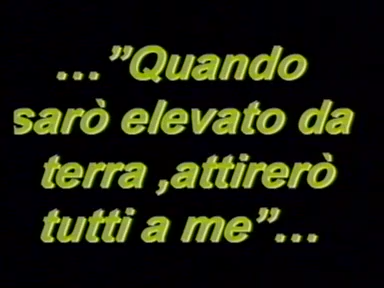 ...”Quando
sarò elevato da
terra ,attirerò
tutti a me”...